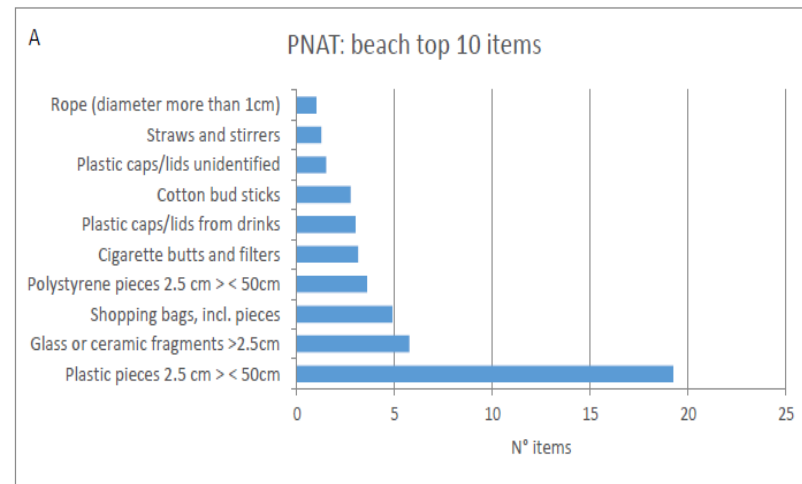 A
PNAT: beach top 10 items
Rope (diameter more than 1cm)
Straws and stirrers
Plastic caps/lids unidentified
Cotton bud sticks
Plastic caps/lids from drinks
Cigarette butts and filters
Polystyrene pieces 2.5 cm > < 50cm
Shopping bags, incl. pieces
Glass or ceramic fragments >2.5cm
Plastic pieces 2.5 cm > < 50cm
0 5 10 15 20 25
N° items